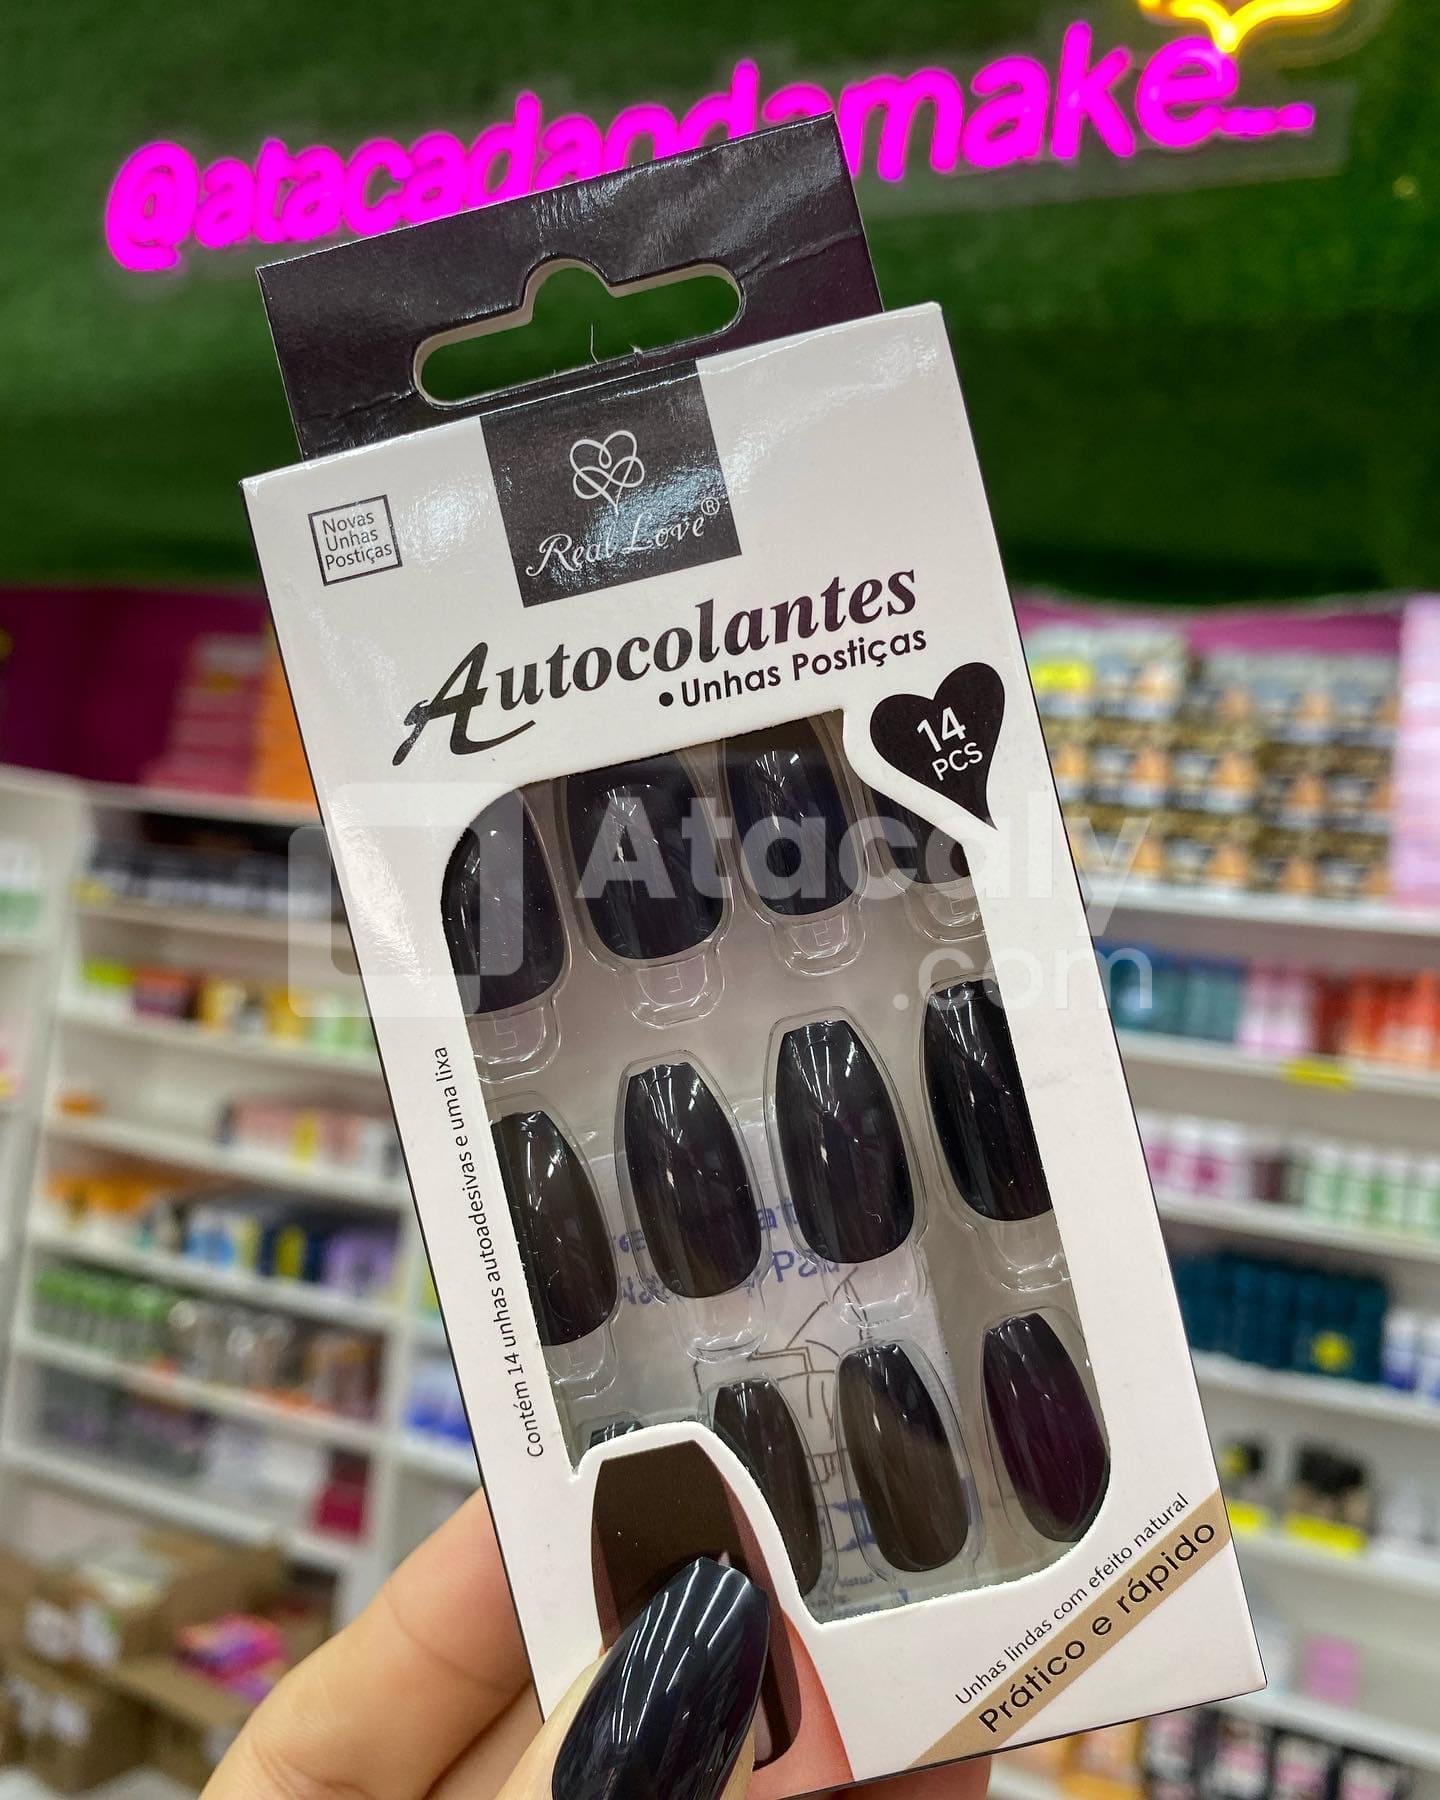 @atacadaodamake_
Real Love®
Novas
Unhas
Postiças
Autocolantes
• Unhas Postiças
14
PCS
Atacaly
.com
Contém 14 unhas autoadesivas e uma lixa
Unhas lindas com efeito natural
Prático e rápido